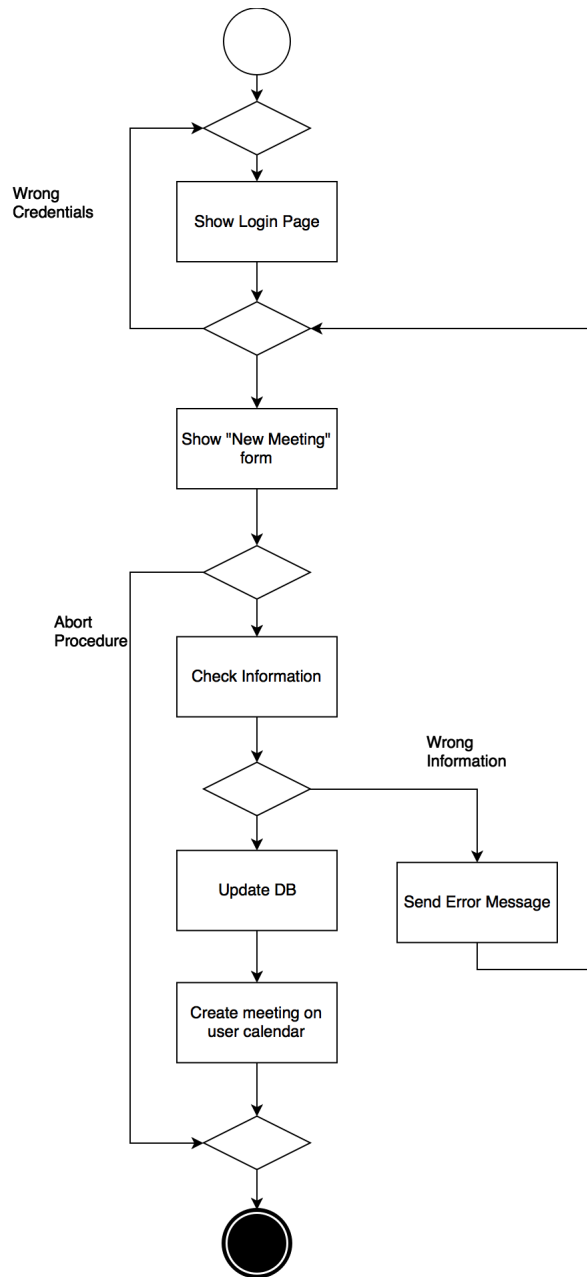 Wrong
Credentials
Show Login Page
Show "New Meeting"
form
Abort
Procedure
Check Information
Wrong
Information
Update DB
Send Error Message
Create meeting on
user calendar